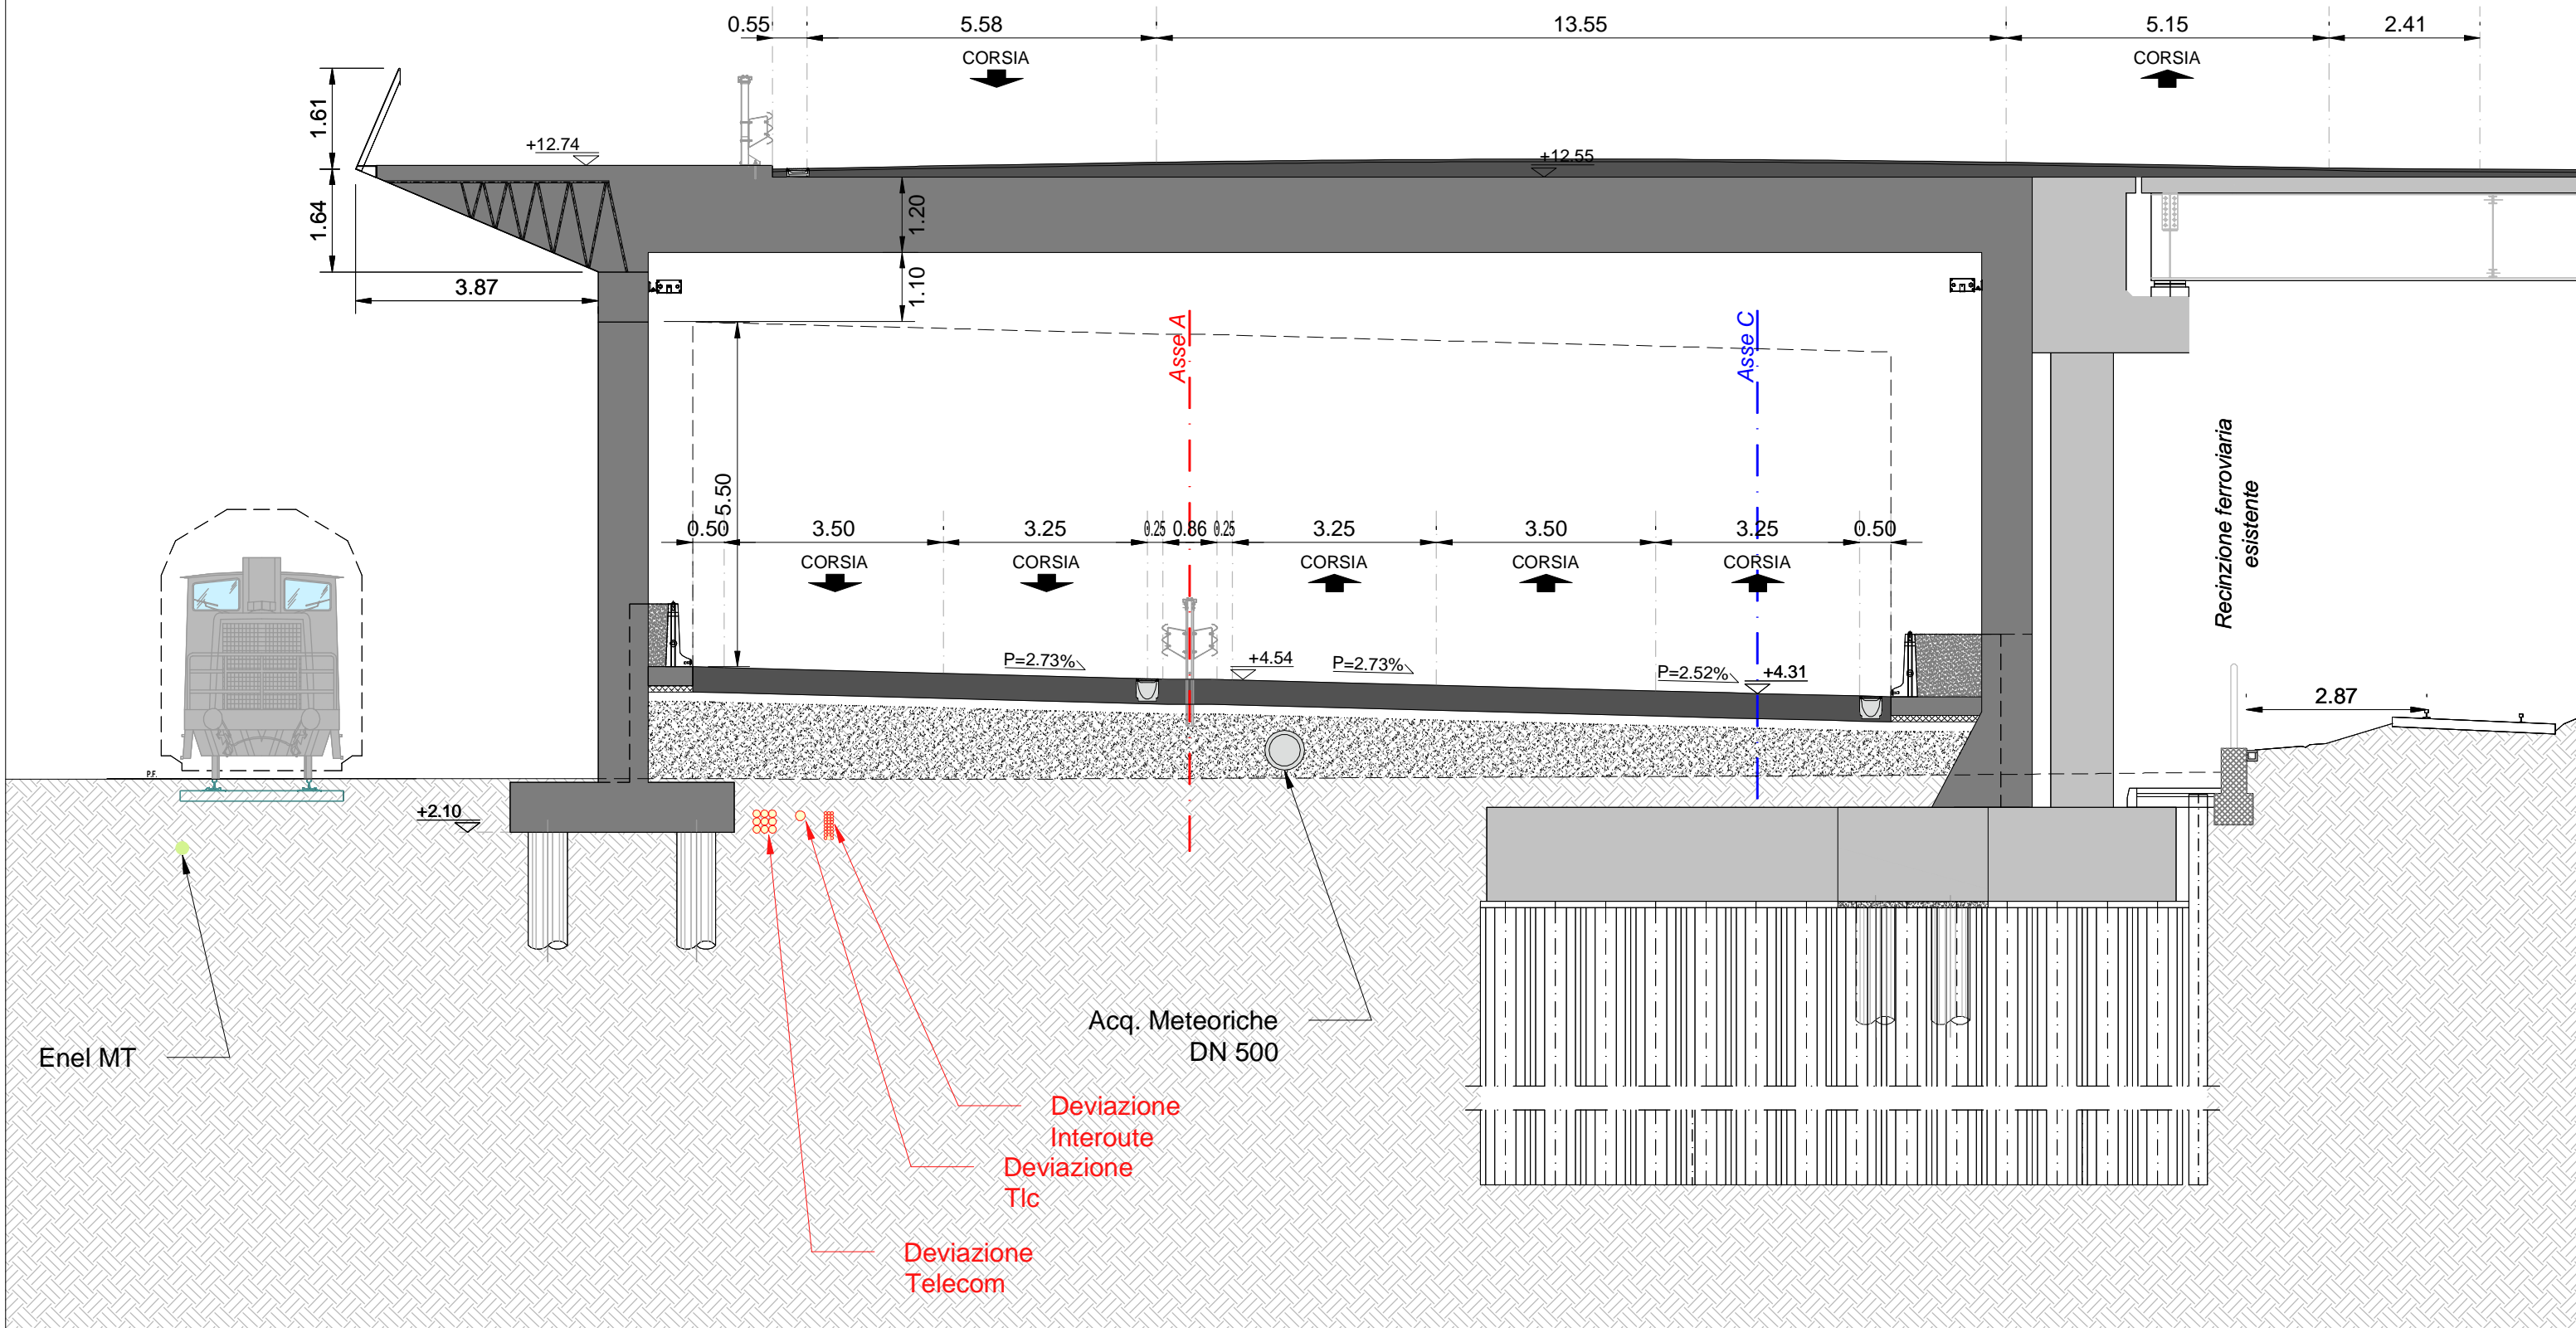 0.55
5.58
13.55
5.15
2.41
CORSIA
CORSIA
1.61
+12.74
+12.55
1.64
1.20
3.87
1.10
Asse A
Asse C
5.50
Recinzione ferroviaria
esistente
0.50
3.50
3.25
0.25
0.86
0.25
3.25
3.50
3.25
0.50
CORSIA
CORSIA
CORSIA
CORSIA
CORSIA
P=2.73%
+4.54
P=2.73%
P=2.52%
+4.31
2.87
P.F.
+2.10
Acq. Meteoriche
DN 500
Enel MT
Deviazione
Interoute
Deviazione
Tlc
Deviazione
Telecom